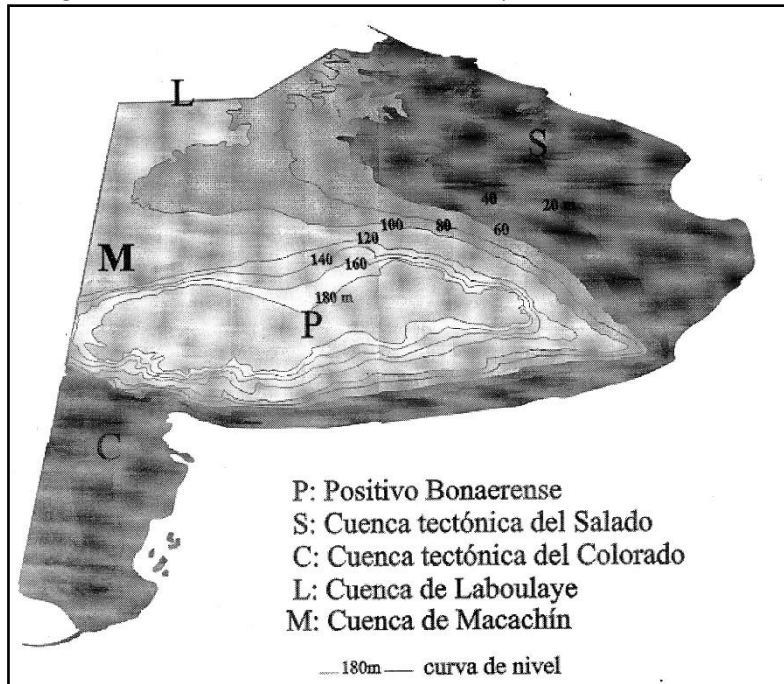 L
S
40
20 m
100
80
60
120
M
140
160
180 m
P
C
P: Positivo Bonaerense
S: Cuenca tectónica del Salado
C: Cuenca tectónica del Colorado
L: Cuenca de Laboulaye
M: Cuenca de Macachín
180m curva de nivel